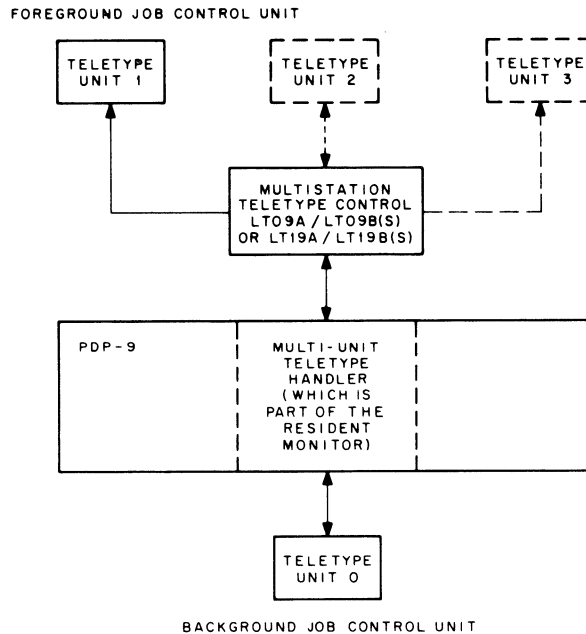 FOREGROUND JOB CONTROL UNIT
TELETYPE
UNIT 1
TELETYPE
UNIT 2
TELETYPE
UNIT 3
MULTISTATION
TELETYPE CONTROL
LT09A / LT09B(S)
OR LT19A / LT19B(S)
PDP-9
MULTI-UNIT
TELETYPE
HANDLER
(WHICH IS
PART OF THE
RESIDENT
MONITOR)
TELETYPE
UNIT 0
BACKGROUND JOB CONTROL UNIT